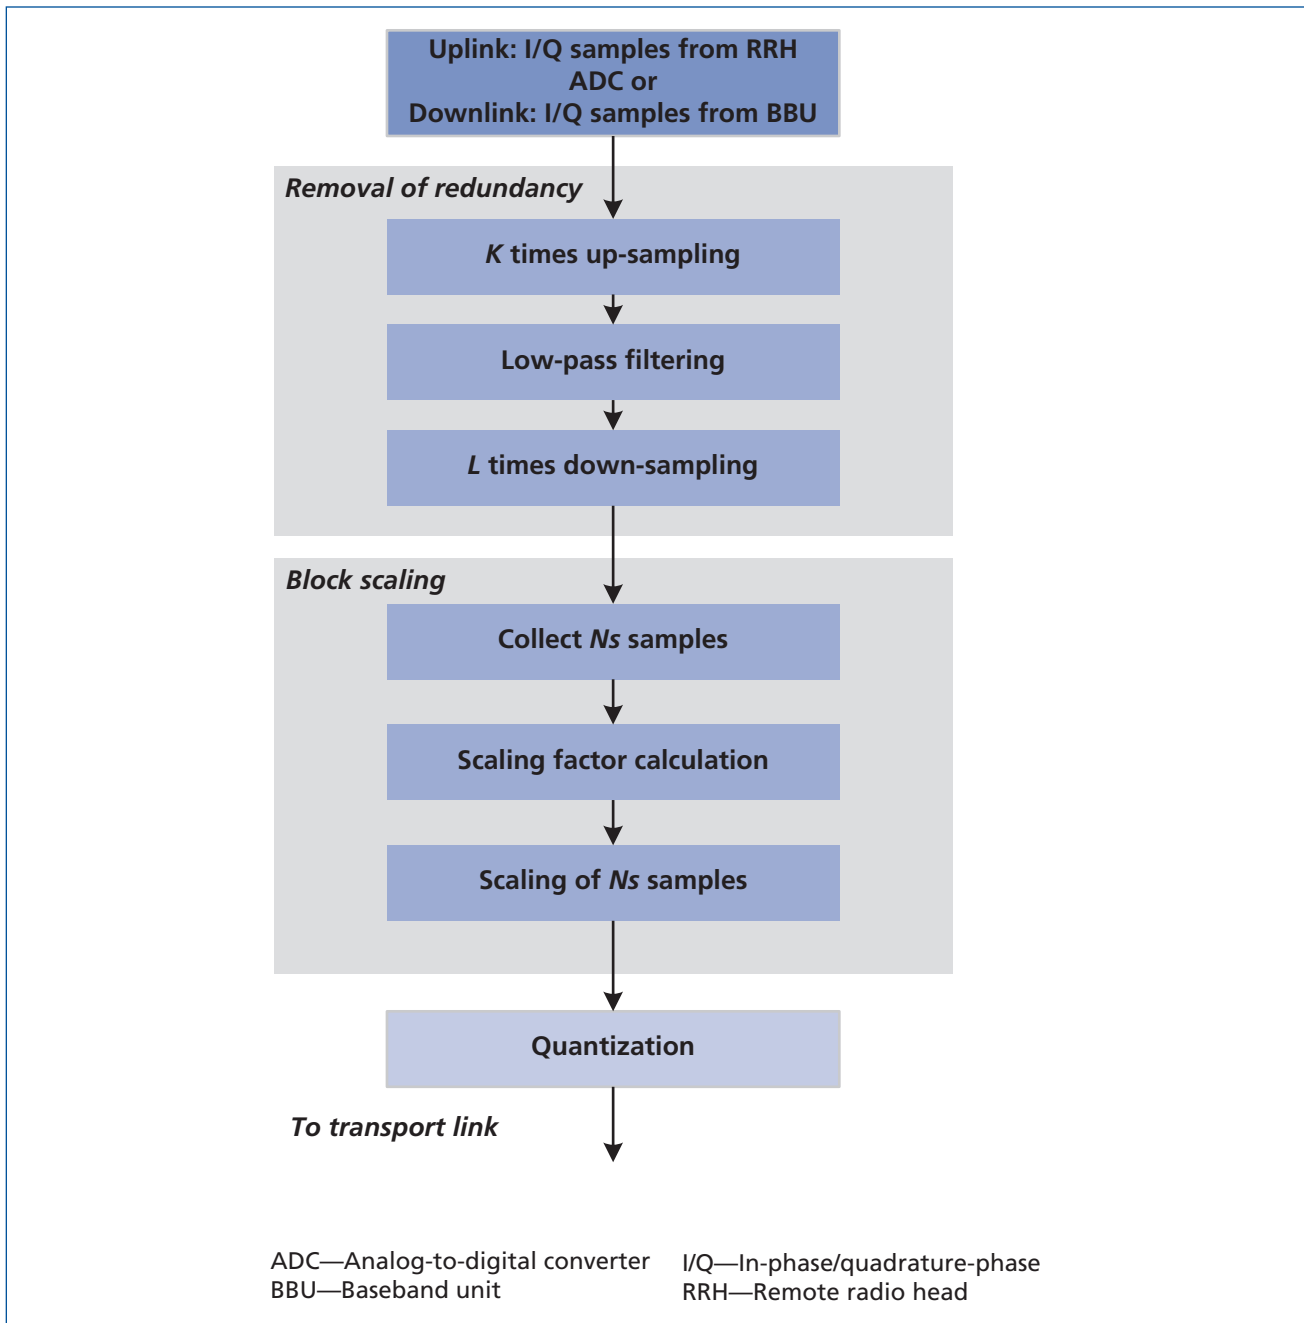 Uplink: I/Q samples from RRH
ADC or
Downlink: I/Q samples from BBU
Removal of redundancy
K times up-sampling
Low-pass filtering
L times down-sampling
Block scaling
Collect Ns samples
Scaling factor calculation
Scaling of Ns samples
Quantization
To transport link
ADC—Analog-to-digital converter
BBU—Baseband unit
I/Q—In-phase/quadrature-phase
RRH—Remote radio head